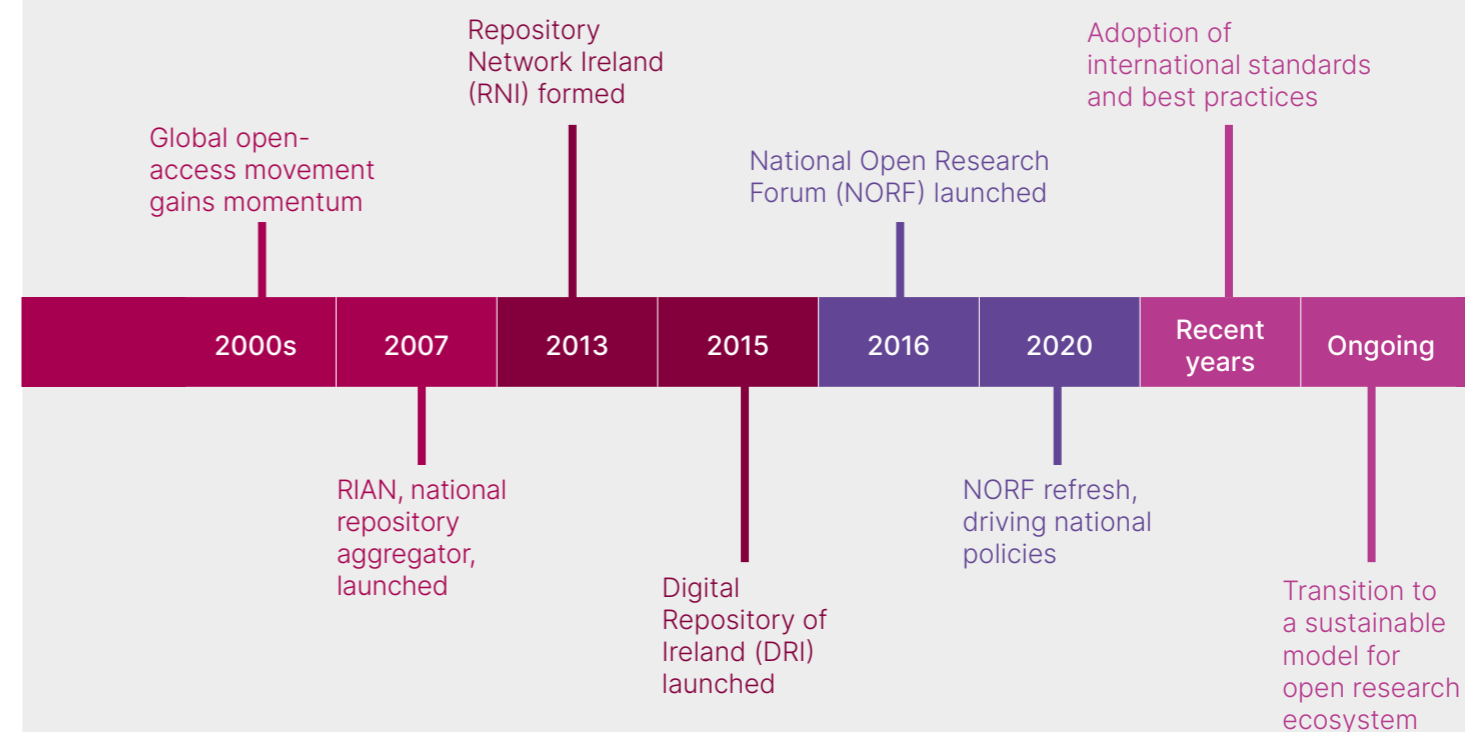 Repository
Network Ireland
(RNI) formed
Adoption of
international standards
and best practices
Global open-
access movement
gains momentum
National Open Research
Forum (NORF) launched
2000s
2007
2013
2015
2016
2020
Recent
years
Ongoing
RIAN, national
repository
aggregator,
launched
NORF refresh,
driving national
policies
Digital
Repository of
Ireland (DRI)
launched
Transition to
a sustainable
model for
open research
ecosystem